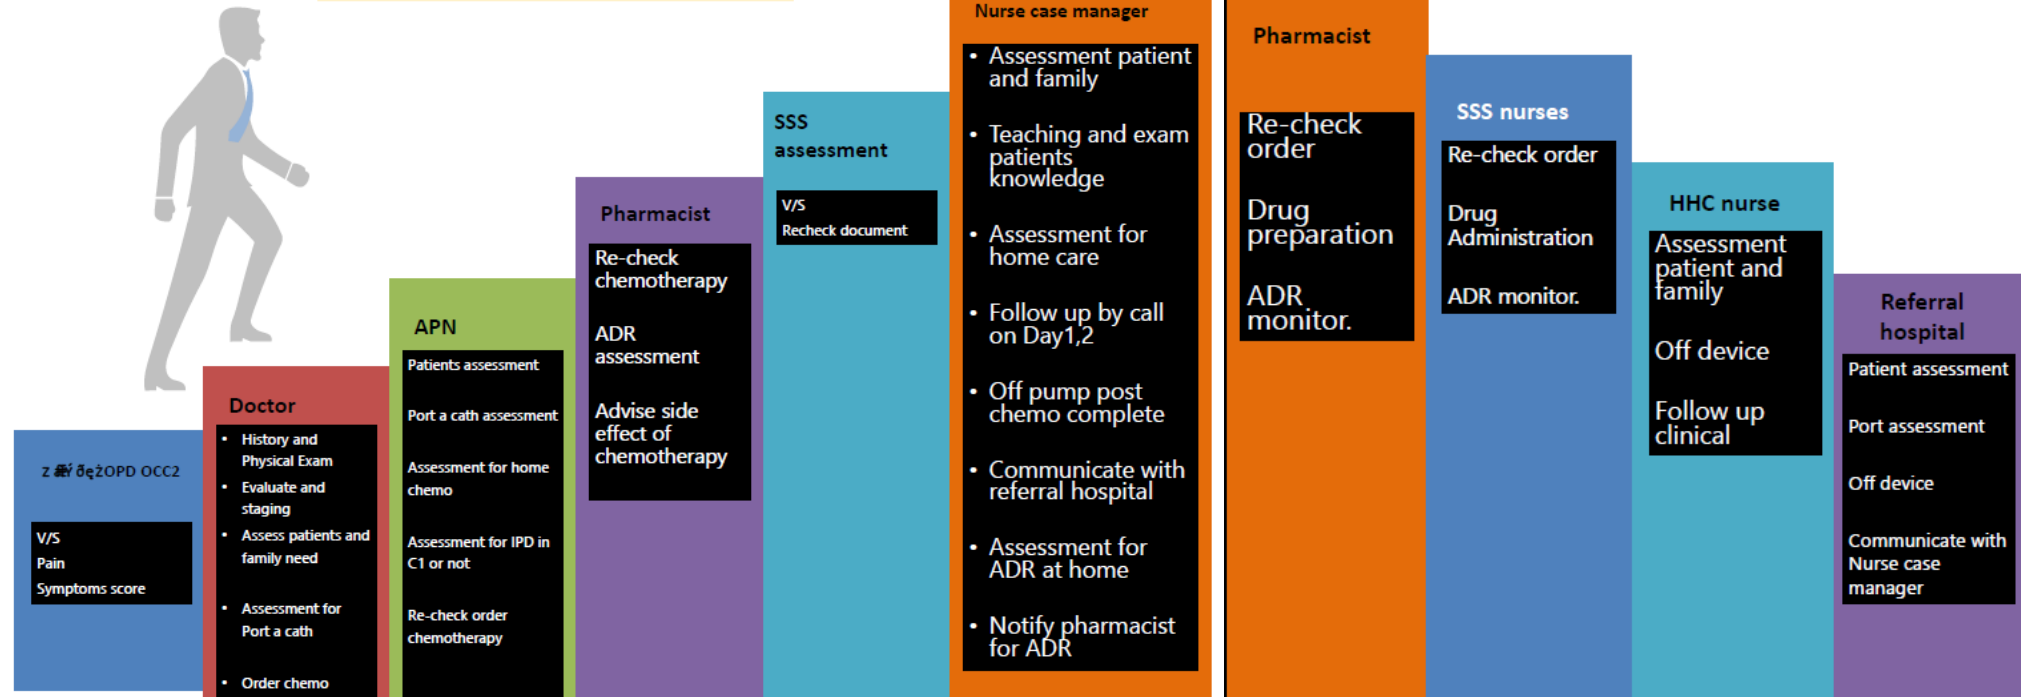 OPD OCC2
V/S
Pain
Symptoms score
Doctor
• History and
Physical Exam
• Evaluate and
staging
• Assess patients and
family need
• Assessment for
Port a cath
• Order chemo
APN
Patients assessment
Port a cath assessment
Assessment for home
chemo
Assessment for IPD in
C1 or not
Re-check order
chemotherapy
Pharmacist
Re-check
chemotherapy
ADR
assessment
Advise side
effect of
chemotherapy
SSS
assessment
V/S
Recheck document
Nurse case manager
• Assessment patient
and family
• Teaching and exam
patients
knowledge
• Assessment for
home care
• Follow up by call
on Day1,2
• Off pump post
chemo complete
• Communicate with
referral hospital
• Assessment for
ADR at home
• Notify pharmacist
for ADR
Pharmacist
Re-check
order
Drug
preparation
ADR
monitor.
SSS nurses
Re-check order
Drug
Administration
ADR monitor.
HHC nurse
Assessment
patient and
family
Off device
Follow up
clinical
Referral
hospital
Patient assessment
Port assessment
Off device
Communicate with
Nurse case
manager